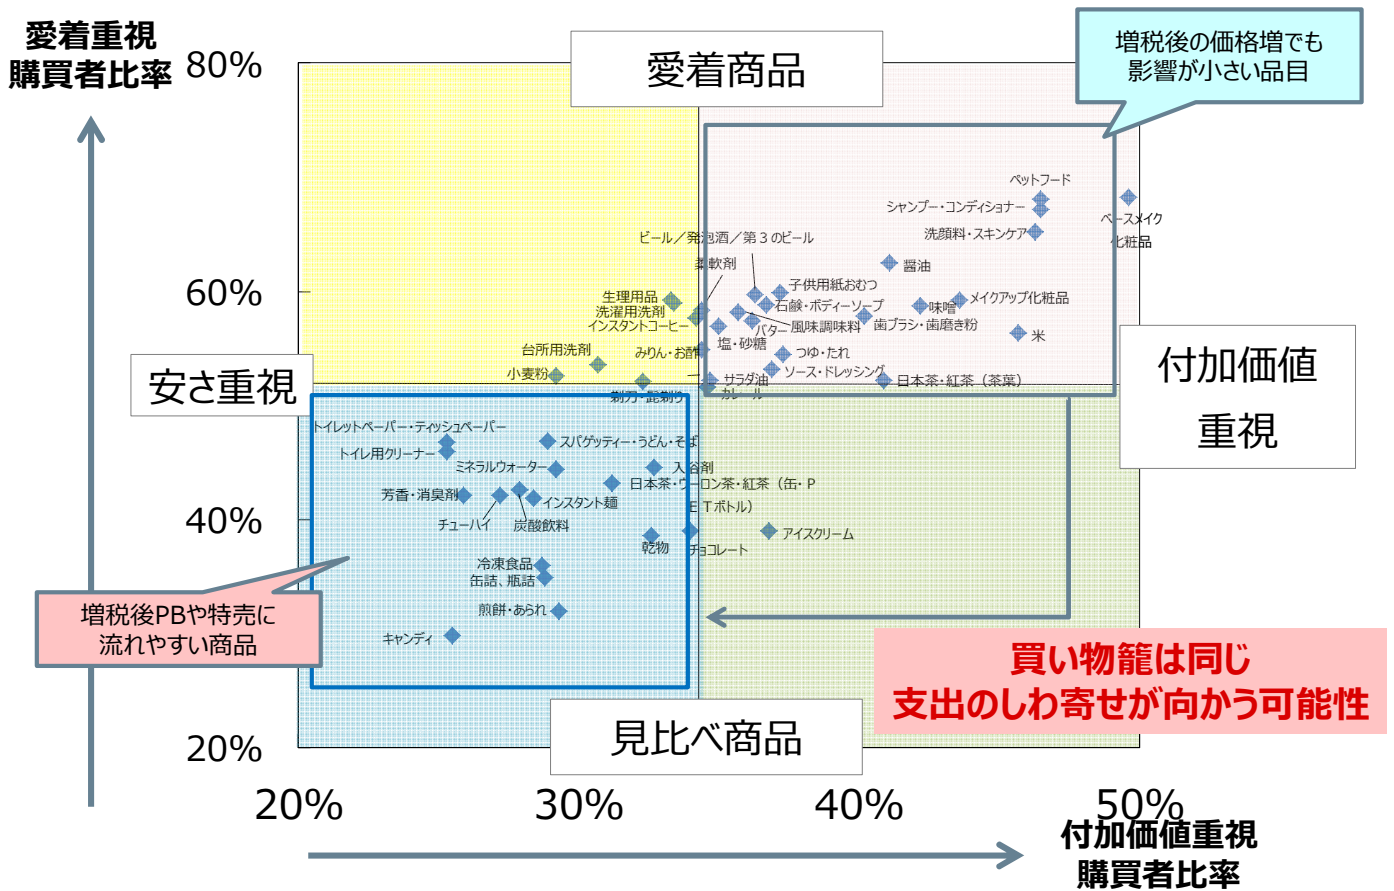 愛着重視
購買者比率
80%
60%
40%
20%
20%
30%
40%
50%
付加価値重視
購買者比率
愛着商品
増税後の価格増でも
影響が小さい品目
安さ重視
付加価値
重視
見比べ商品
増税後PBや特売に
流れやすい商品
買い物籠は同じ
支出のしわ寄せが向かう可能性
ペットフード
シャンプー・コンディショナー
ベースメイク
化粧品
洗顔料・スキンケア
ビール／発泡酒／第３のビール
柔軟剤
醤油
子供用紙おむつ
生理用品
洗濯用洗剤
インスタントコーヒー
石鹸・ボディーソープ
味噌
メイクアップ化粧品
風味調味料
歯ブラシ・歯磨き粉
バター
塩・砂糖
米
台所用洗剤
みりん・お酢
つゆ・たれ
小麦粉
サラダ油
ソース・ドレッシング
日本茶・紅茶（茶葉）
剃刀・髭剃り
カレールー
トイレットペーパー・ティッシュペーパー
トイレ用クリーナー
スパゲッティー・うどん・そば
ミネラルウォーター
入浴剤
日本茶・ウーロン茶・紅茶（缶・Ｐ
ＥＴボトル）
芳香・消臭剤
インスタント麺
チューハイ
炭酸飲料
アイスクリーム
乾物
チョコレート
冷凍食品
缶詰、瓶詰
煎餅・あられ
キャンディ